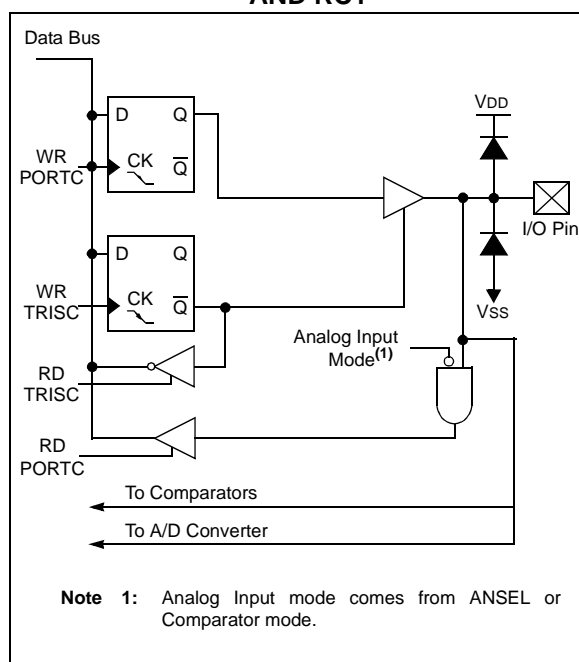 AND RC1
Data Bus
VDD
D Q
WR
PORTC
CK Q
I/O Pin
D Q
WR
TRISC
CK Q
VSS
Analog Input
Mode(1)
RD
TRISC
RD
PORTC
To Comparators
To A/D Converter
Note 1: Analog Input mode comes from ANSEL or
Comparator mode.